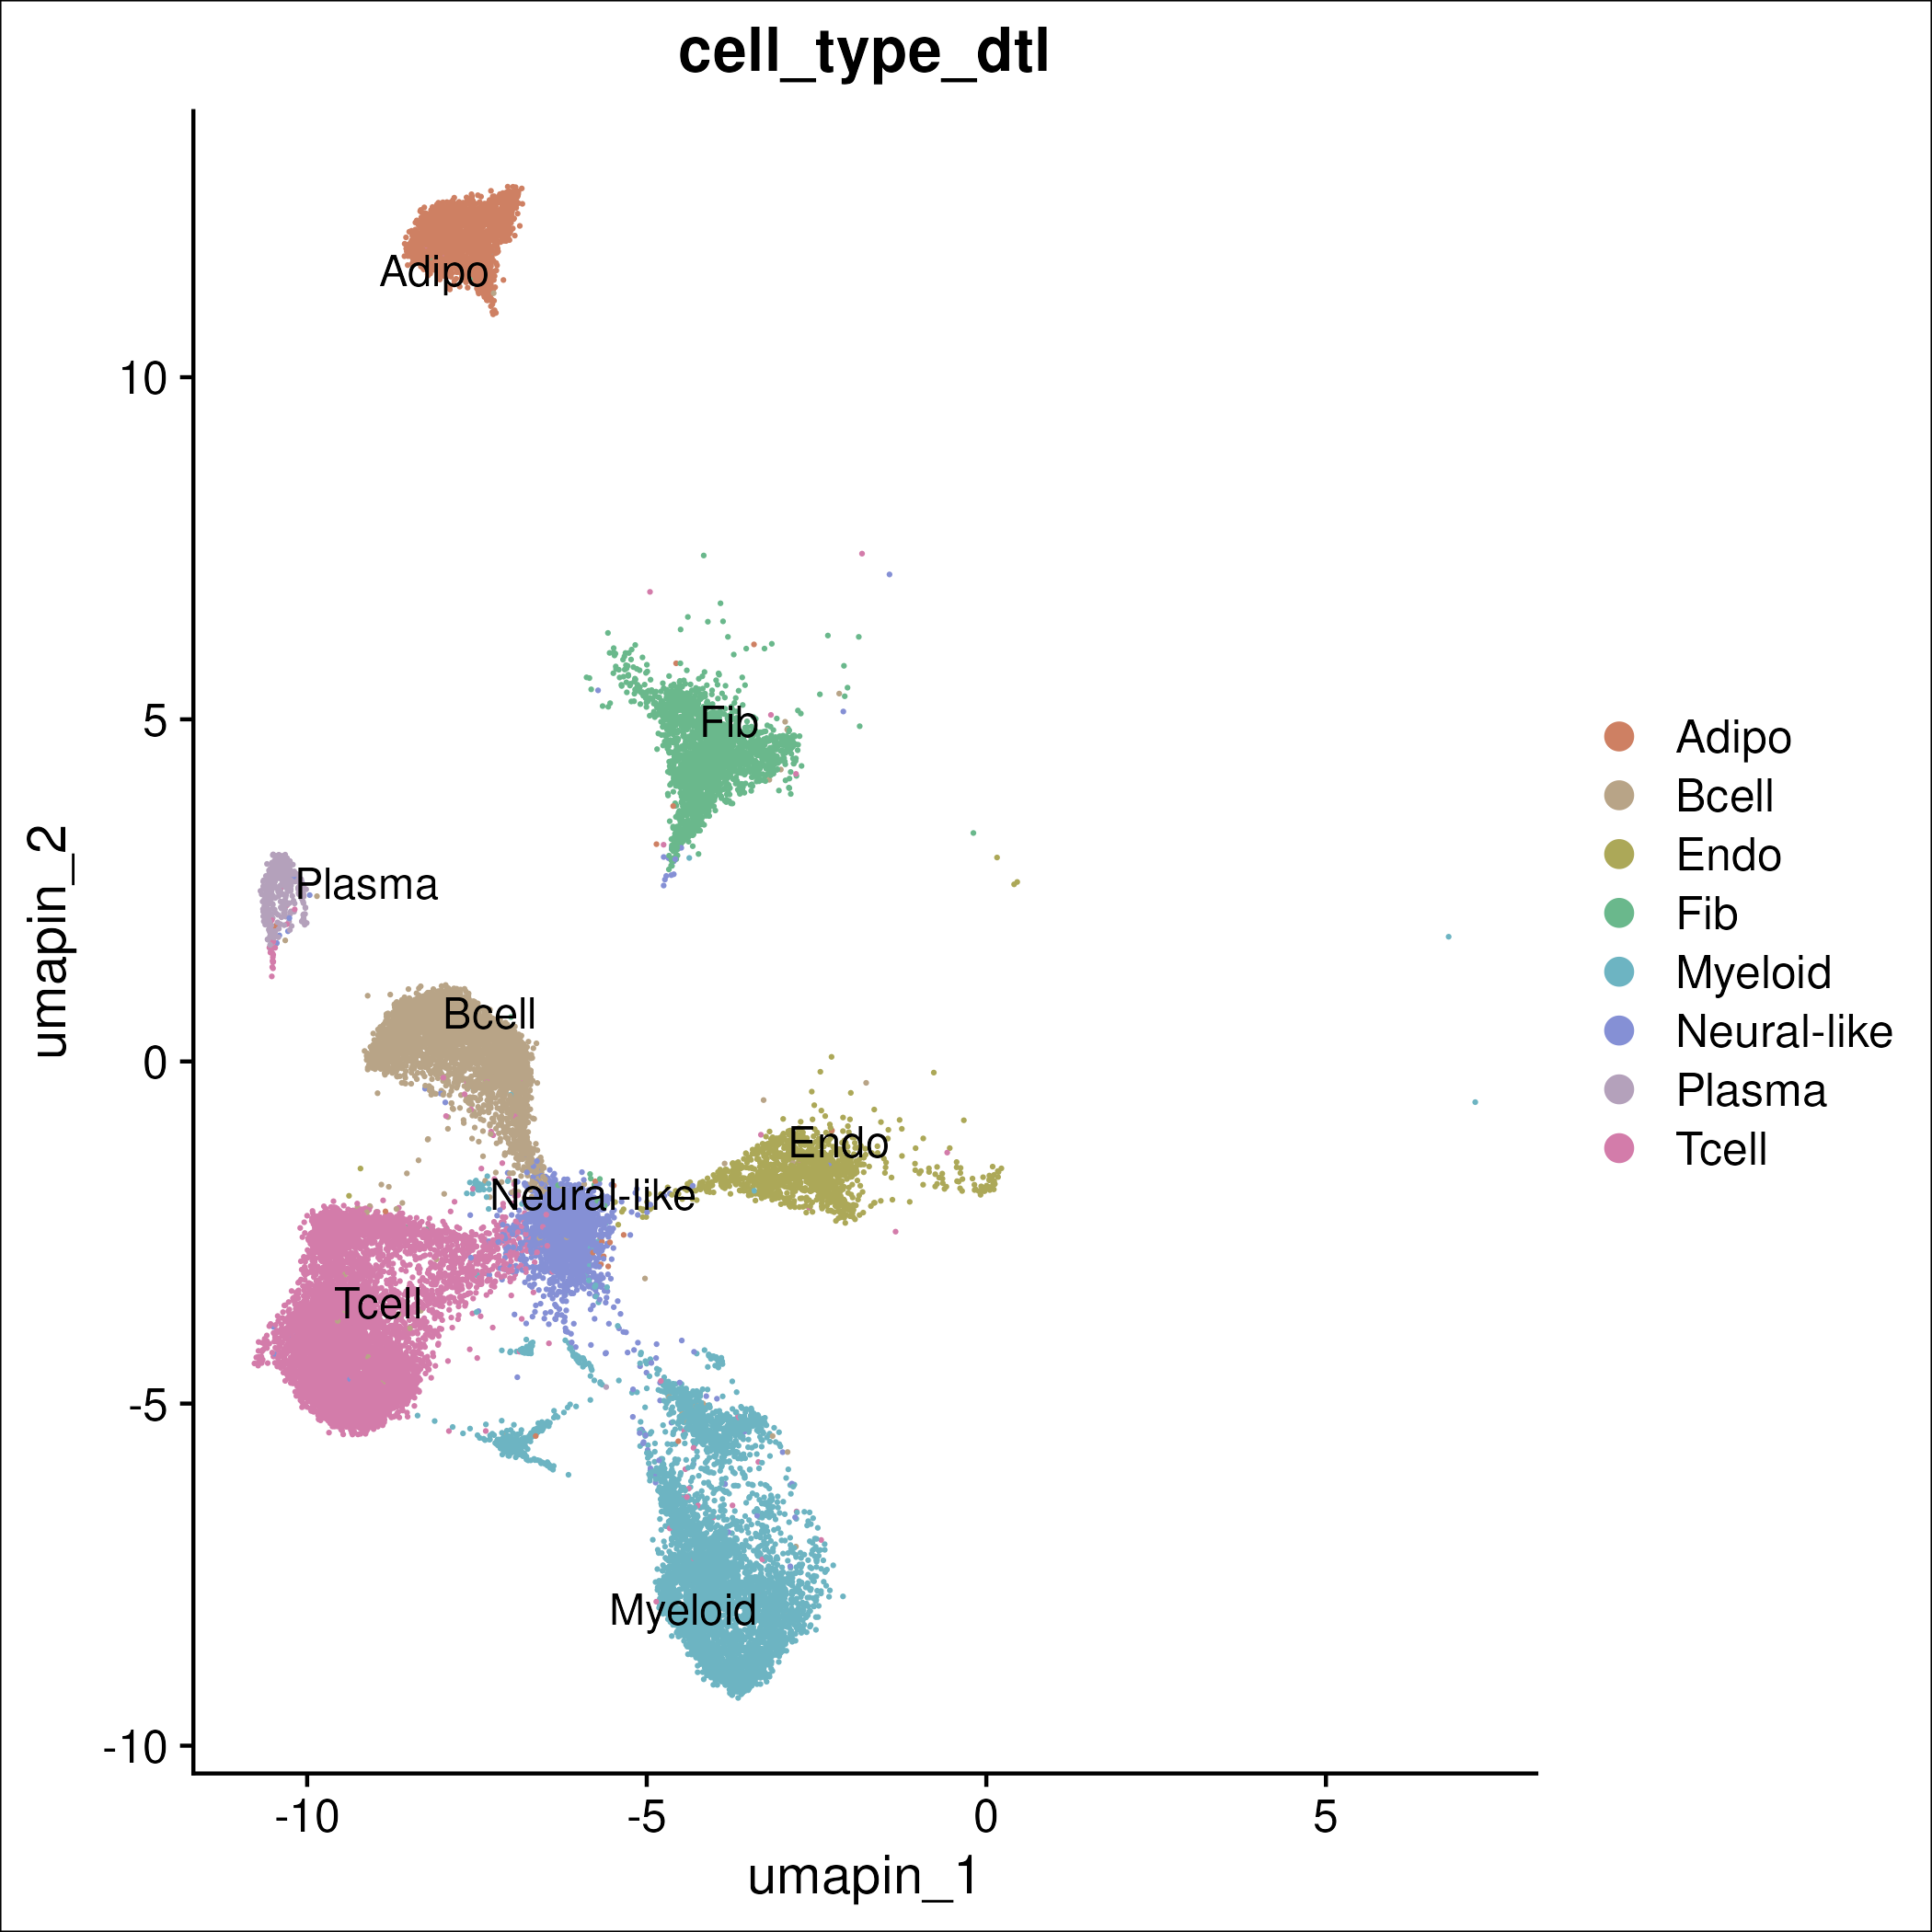 cell_type_dtl
umapin_2
10
5
0
-5
-10
Adipo
Fib
Plasma
Bcell
Endo
Neural-like
Tcell
Myeloid
-10
-5
0
5
umapin_1
Adipo
Bcell
Endo
Fib
Myeloid
Neural-like
Plasma
Tcell